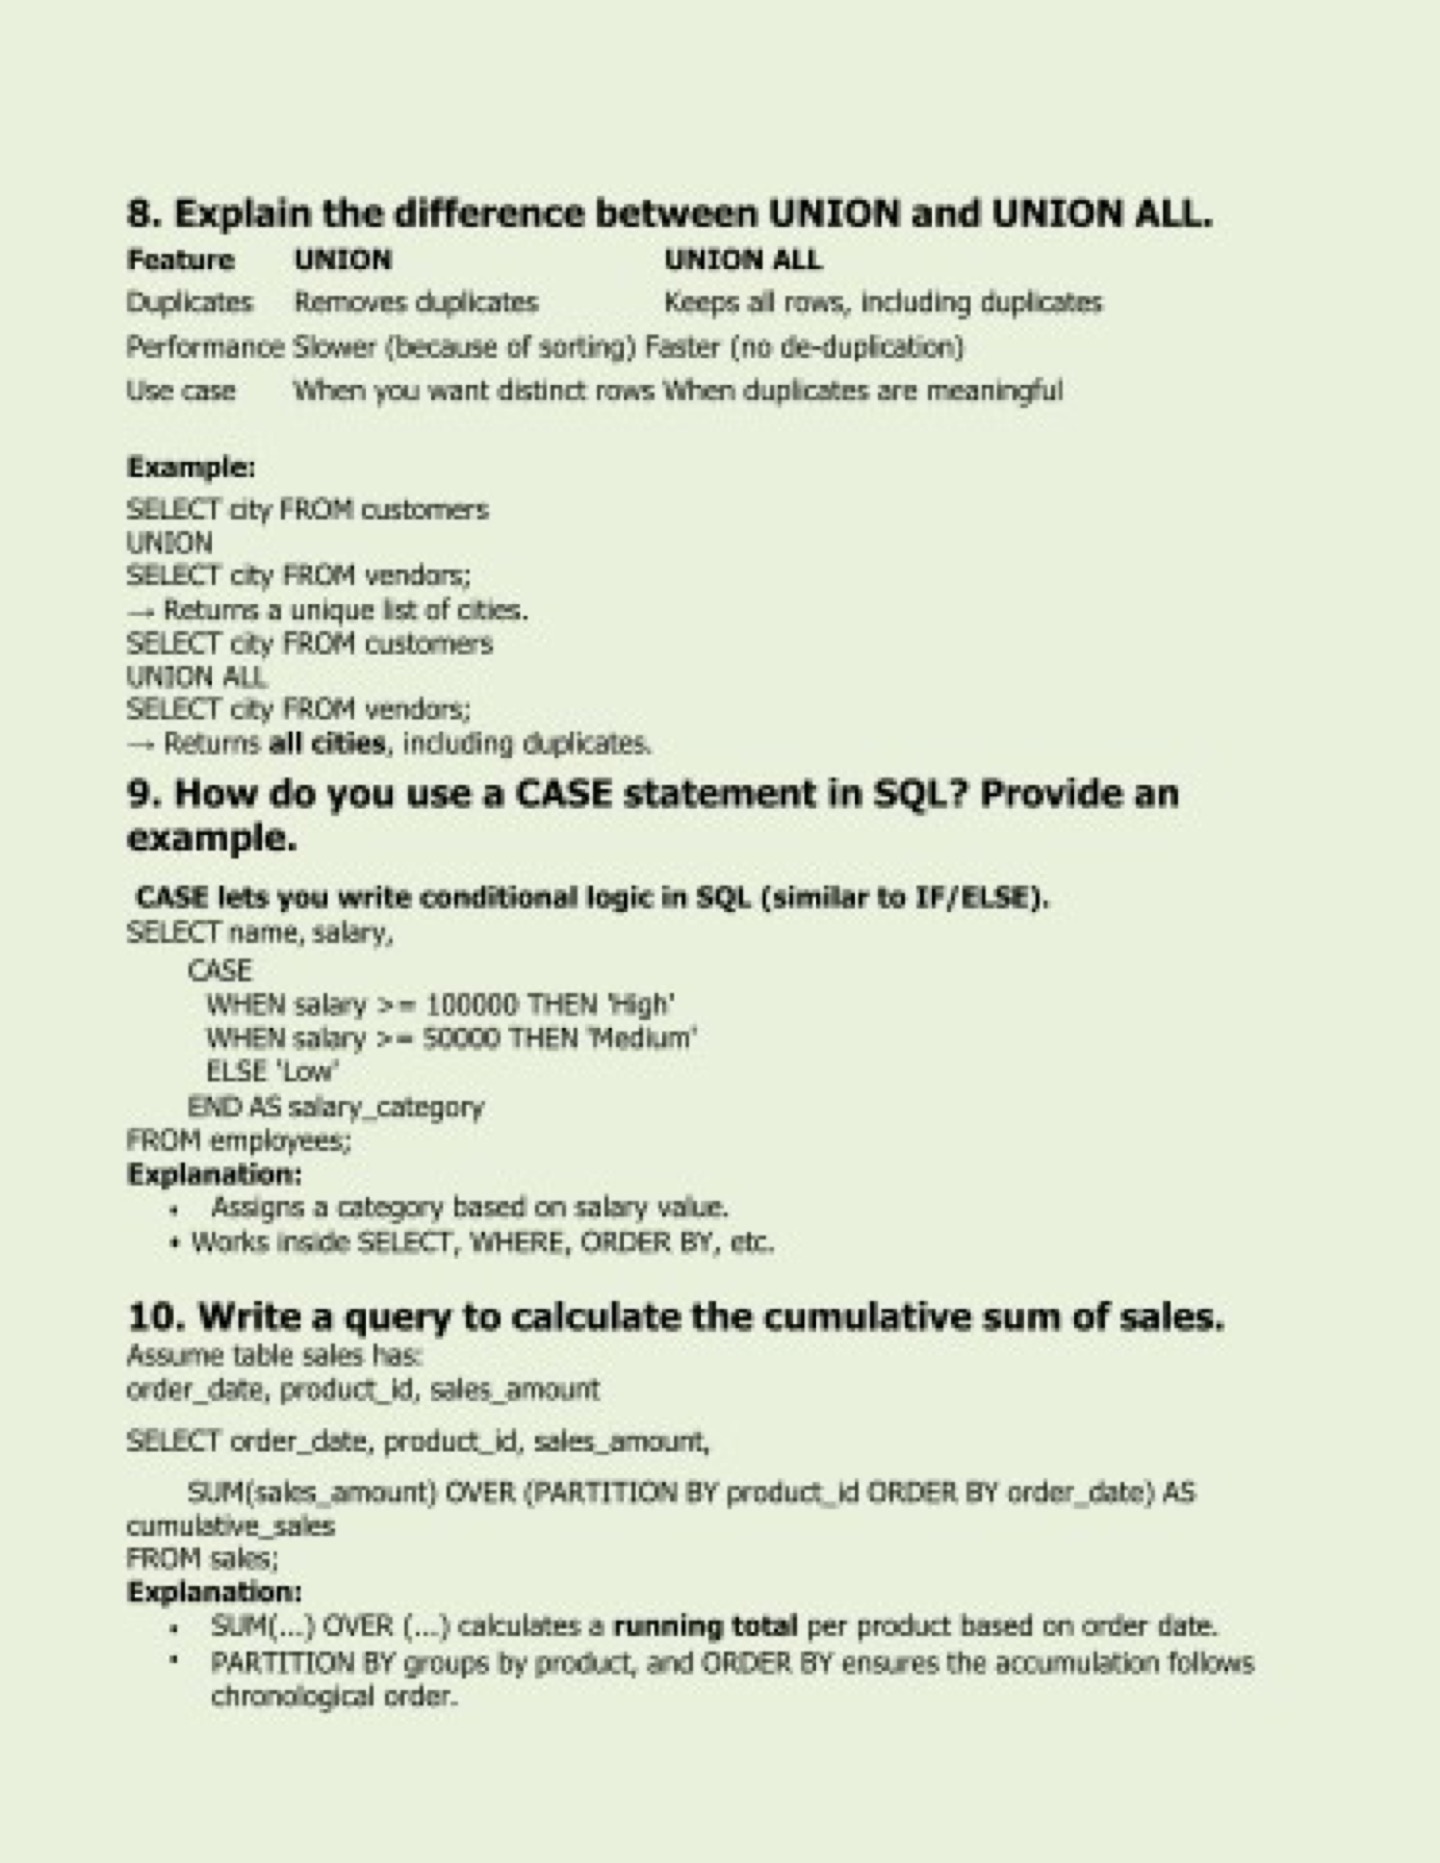 8. Explain the difference between UNION and UNION ALL.
Feature UNION UNION ALL
Duplicates Removes duplicates Keeps all rows, including duplicates
Performance Slower (because of sorting) Faster (no de-duplication)
Use case When you want distinct rows When duplicates are meaningful
Example:
SELECT city FROM customers
UNION
SELECT city FROM vendors;
→ Returns a unique list of cities.
SELECT city FROM customers
UNION ALL
SELECT city FROM vendors;
→ Returns all cities, including duplicates.
9. How do you use a CASE statement in SQL? Provide an
example.
CASE lets you write conditional logic in SQL (similar to IF/ELSE).
SELECT name, salary,
CASE
WHEN salary >= 100000 THEN 'High'
WHEN salary >= 50000 THEN 'Medium'
ELSE 'Low'
END AS salary_category
FROM employees;
Explanation:
• Assigns a category based on salary value.
• Works inside SELECT, WHERE, ORDER BY, etc.
10. Write a query to calculate the cumulative sum of sales.
Assume table sales has:
order_date, product_id, sales_amount
SELECT order_date, product_id, sales_amount,
SUM(sales_amount) OVER (PARTITION BY product_id ORDER BY order_date) AS
cumulative_sales
FROM sales;
Explanation:
• SUM(...) OVER (...) calculates a running total per product based on order date.
• PARTITION BY groups by product, and ORDER BY ensures the accumulation follows
chronological order.